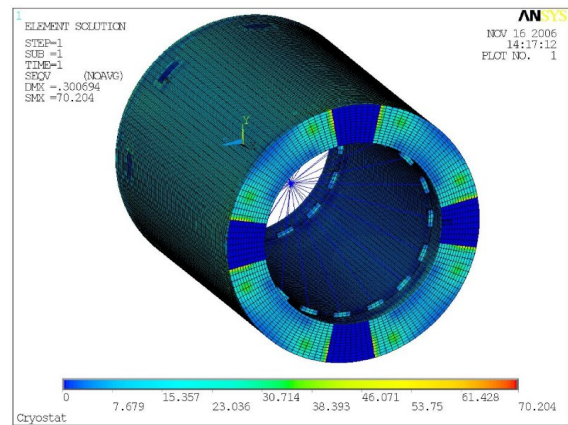 1
ELEMENT SOLUTION
STEP=1
SUB =1
TIME=1
SEQV (NOAVG)
DMX =.300694
SMX =70.204
ANSYS
NOV 16 2006
14:17:12
PLOT NO. 1
Y
0 15.357 30.714 46.071 61.428
7.679 23.036 38.393 53.75 70.204
Cryostat